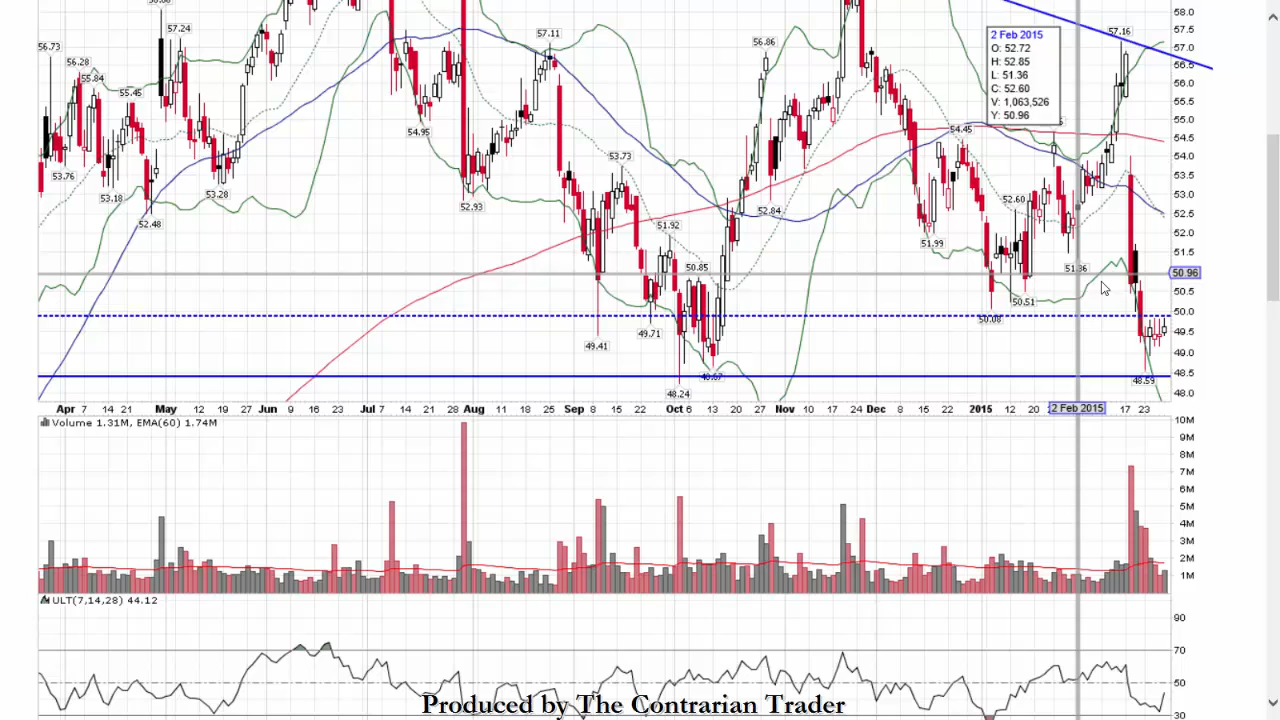 58.0
57.24
57.16
57.11
56.86
56.73
56.28
55.84
55.45
2 Feb 2015
O: 52.72
H: 52.85
L: 51.36
C: 52.60
V: 1,063,526
Y: 50.96
57.0
56.5
56.0
55.5
55.0
54.5
54.0
53.5
53.0
52.5
52.0
51.5
50.96
50.5
50.0
49.5
49.0
48.5
48.0
54.95
54.45
53.76
53.73
53.28
53.18
52.93
52.84
52.60
52.48
51.99
51.92
51.36
50.85
50.51
50.08
49.71
49.41
48.67
48.59
48.24
Apr 7 14 21 May 12 19 27 Jun 9 16 23 Jul 7 14 21 28 Aug 11 18 25 Sep 8 15 22 Oct 6 13 20 27 Nov 10 17 24 Dec 8 15 22 2015 12 20 2 Feb 2015 17 23
Volume 1.31M, EMA(60) 1.74M
10M
9M
8M
7M
6M
5M
4M
3M
2M
1M
ULT(7,14,28) 44.12
90
70
50
30
Produced by The Contrarian Trader